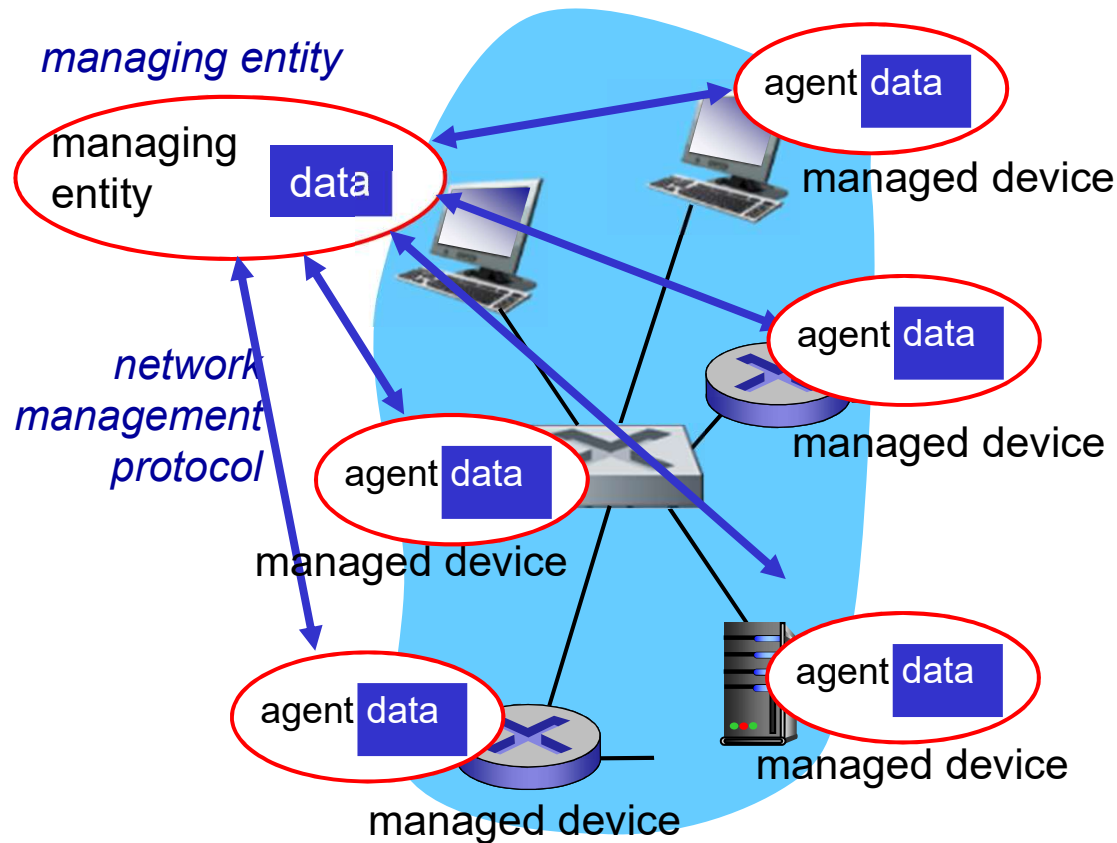 managing entity
managing
entity
data
agent data
managed device
agent data
managed device
network
management
protocol
agent data
managed device
agent data
managed device
agent data
managed device